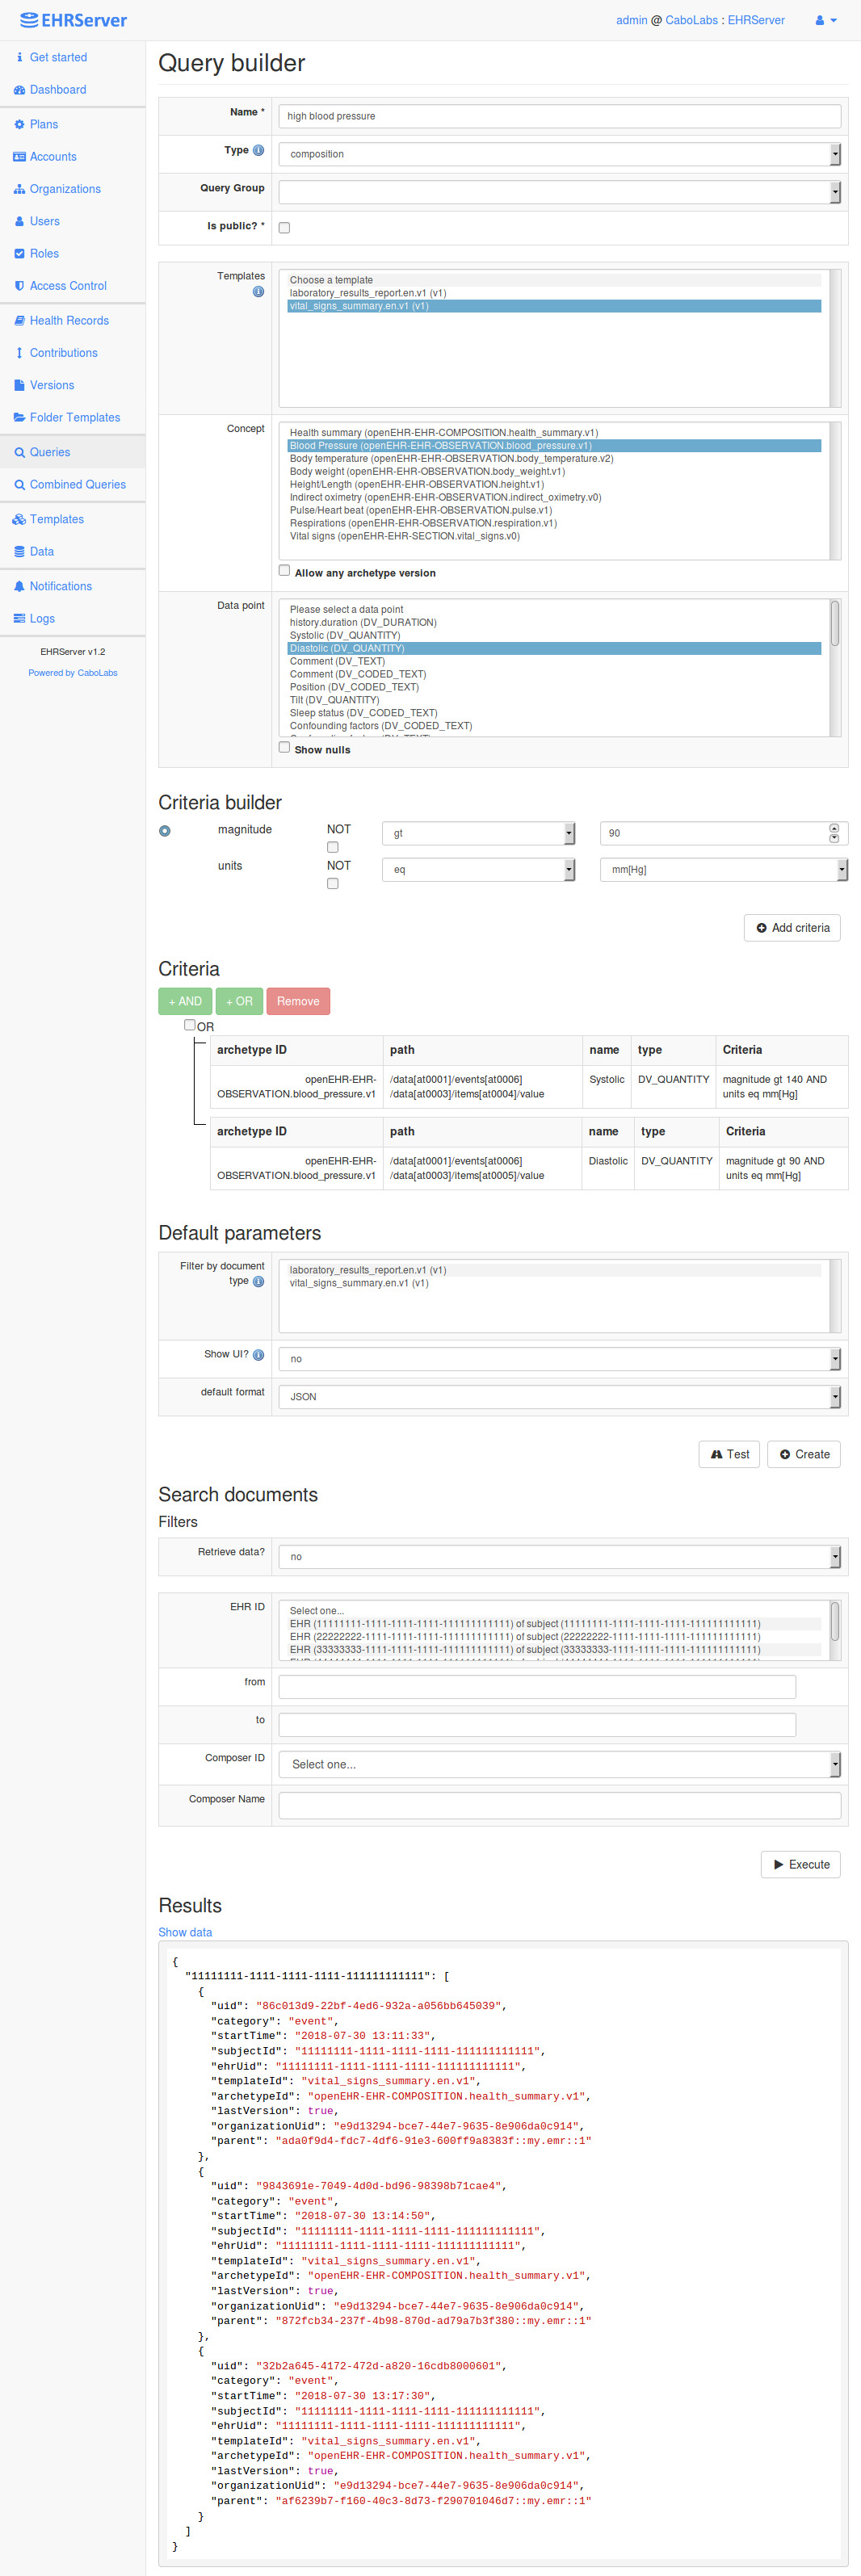 EHRServer
admin @ CaboLabs : EHRServer
Get started
Dashboard
Plans
Accounts
Organizations
Users
Roles
Access Control
Health Records
Contributions
Versions
Folder Templates
Queries
Combined Queries
Templates
Data
Notifications
Logs
EHRServer v1.2
Powered by CaboLabs
Query builder
Name * high blood pressure
Type composition
Query Group
Is public? *
Templates
Choose a template
laboratory_results_report.en.v1 (v1)
vital_signs_summary.en.v1 (v1)
Concept
Health summary (openEHR-EHR-COMPOSITION.health_summary.v1)
Blood Pressure (openEHR-EHR-OBSERVATION.blood_pressure.v1)
Body temperature (openEHR-EHR-OBSERVATION.body_temperature.v2)
Body weight (openEHR-EHR-OBSERVATION.body_weight.v1)
Height/Length (openEHR-EHR-OBSERVATION.height.v1)
Indirect oximetry (openEHR-EHR-OBSERVATION.indirect_oximetry.v0)
Pulse/Heart beat (openEHR-EHR-OBSERVATION.pulse.v1)
Respirations (openEHR-EHR-OBSERVATION.respiration.v1)
Vital signs (openEHR-EHR-SECTION.vital_signs.v0)
Allow any archetype version
Data point
Please select a data point
history.duration (DV_DURATION)
Systolic (DV_QUANTITY)
Diastolic (DV_QUANTITY)
Comment (DV_TEXT)
Comment (DV_CODED_TEXT)
Position (DV_CODED_TEXT)
Tilt (DV_QUANTITY)
Sleep status (DV_CODED_TEXT)
Confounding factors (DV_CODED_TEXT)
Show nulls
Criteria builder
magnitude NOT gt 90
units NOT eq mm[Hg]
Add criteria
Criteria
+ AND + OR Remove
OR
archetype ID path name type Criteria
openEHR-EHR- /data[at0001]/events[at0006] Systolic DV_QUANTITY magnitude gt 140 AND
OBSERVATION.blood_pressure.v1 /data[at0003]/items[at0004]/value units eq mm[Hg]
archetype ID path name type Criteria
openEHR-EHR- /data[at0001]/events[at0006] Diastolic DV_QUANTITY magnitude gt 90 AND
OBSERVATION.blood_pressure.v1 /data[at0003]/items[at0005]/value units eq mm[Hg]
Default parameters
Filter by document type
laboratory_results_report.en.v1 (v1)
vital_signs_summary.en.v1 (v1)
Show UI? no
default format JSON
Test Create
Search documents
Filters
Retrieve data? no
EHR ID
Select one...
EHR (11111111-1111-1111-1111-111111111111) of subject (11111111-1111-1111-1111-111111111111)
EHR (22222222-1111-1111-1111-111111111111) of subject (22222222-1111-1111-1111-111111111111)
EHR (33333333-1111-1111-1111-111111111111) of subject (33333333-1111-1111-1111-111111111111)
from
to
Composer ID Select one...
Composer Name
Execute
Results
Show data
{
"11111111-1111-1111-1111-111111111111": [
{
"uid": "86c013d9-22bf-4ed6-932a-a056bb645039",
"category": "event",
"startTime": "2018-07-30 13:11:33",
"subjectId": "11111111-1111-1111-1111-111111111111",
"ehrUid": "11111111-1111-1111-1111-111111111111",
"templateId": "vital_signs_summary.en.v1",
"archetypeId": "openEHR-EHR-COMPOSITION.health_summary.v1",
"lastVersion": true,
"organizationUid": "e9d13294-bce7-44e7-9635-8e906da0c914",
"parent": "ada0f9d4-fdc7-4df6-91e3-600ff9a8383f::my.emr::1"
},
{
"uid": "9843691e-7049-4d0d-bd96-98398b71cae4",
"category": "event",
"startTime": "2018-07-30 13:14:50",
"subjectId": "11111111-1111-1111-1111-111111111111",
"ehrUid": "11111111-1111-1111-1111-111111111111",
"templateId": "vital_signs_summary.en.v1",
"archetypeId": "openEHR-EHR-COMPOSITION.health_summary.v1",
"lastVersion": true,
"organizationUid": "e9d13294-bce7-44e7-9635-8e906da0c914",
"parent": "872fcb34-237f-4b98-870d-ad79a7b3f380::my.emr::1"
},
{
"uid": "32b2a645-4172-472d-a820-16cdb8000601",
"category": "event",
"startTime": "2018-07-30 13:17:30",
"subjectId": "11111111-1111-1111-1111-111111111111",
"ehrUid": "11111111-1111-1111-1111-111111111111",
"templateId": "vital_signs_summary.en.v1",
"archetypeId": "openEHR-EHR-COMPOSITION.health_summary.v1",
"lastVersion": true,
"organizationUid": "e9d13294-bce7-44e7-9635-8e906da0c914",
"parent": "af6239b7-f160-40c3-8d73-f290701046d7::my.emr::1"
}
]
}